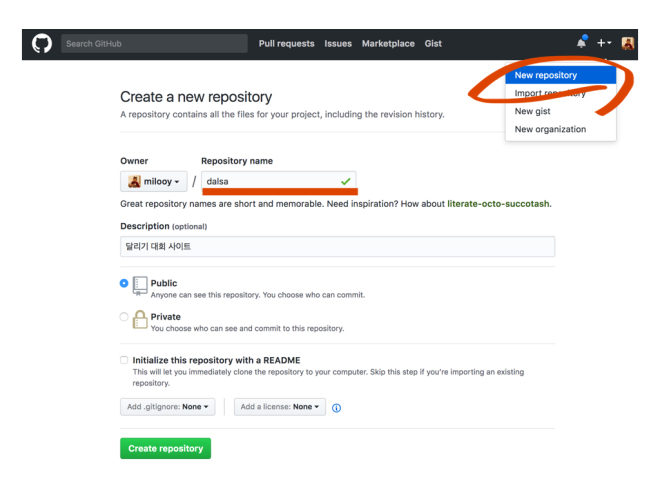 Search GitHub
Pull requests Issues Marketplace Gist
New repository
Import repository
New gist
New organization
Create a new repository
A repository contains all the files for your project, including the revision history.
Owner Repository name
milooy / dalsa
Great repository names are short and memorable. Need inspiration? How about literate-octo-succotash.
Description (optional)
달리기 대회 사이트
Public
Anyone can see this repository. You choose who can commit.
Private
You choose who can see and commit to this repository.
Initialize this repository with a README
This will let you immediately clone the repository to your computer. Skip this step if you're importing an existing
repository.
Add .gitignore: None Add a license: None
Create repository